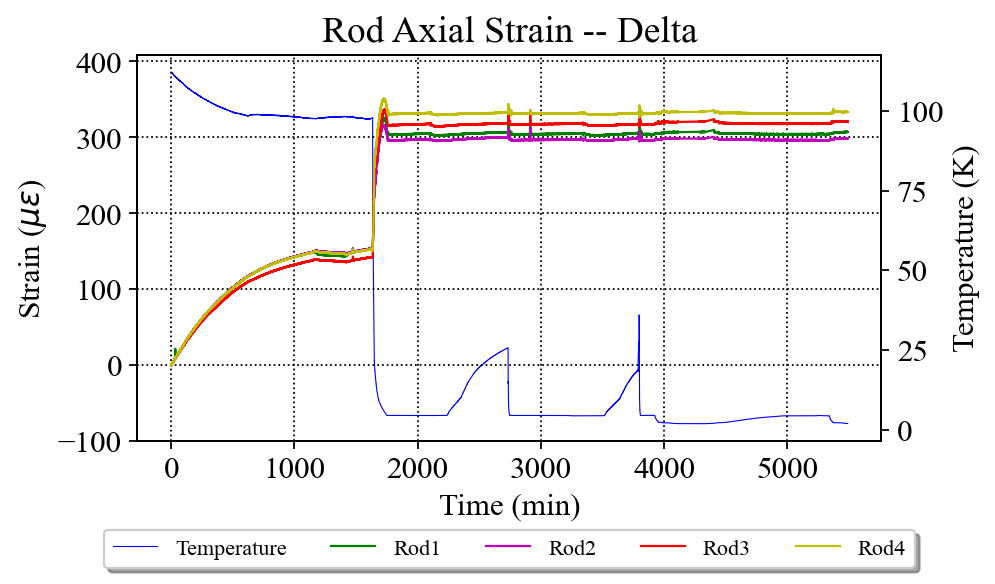 Rod Axial Strain -- Delta
400
300
200
100
0
−100
Strain (με)
100
75
50
25
0
Temperature (K)
0 1000 2000 3000 4000 5000
Time (min)
Temperature Rod1 Rod2 Rod3 Rod4